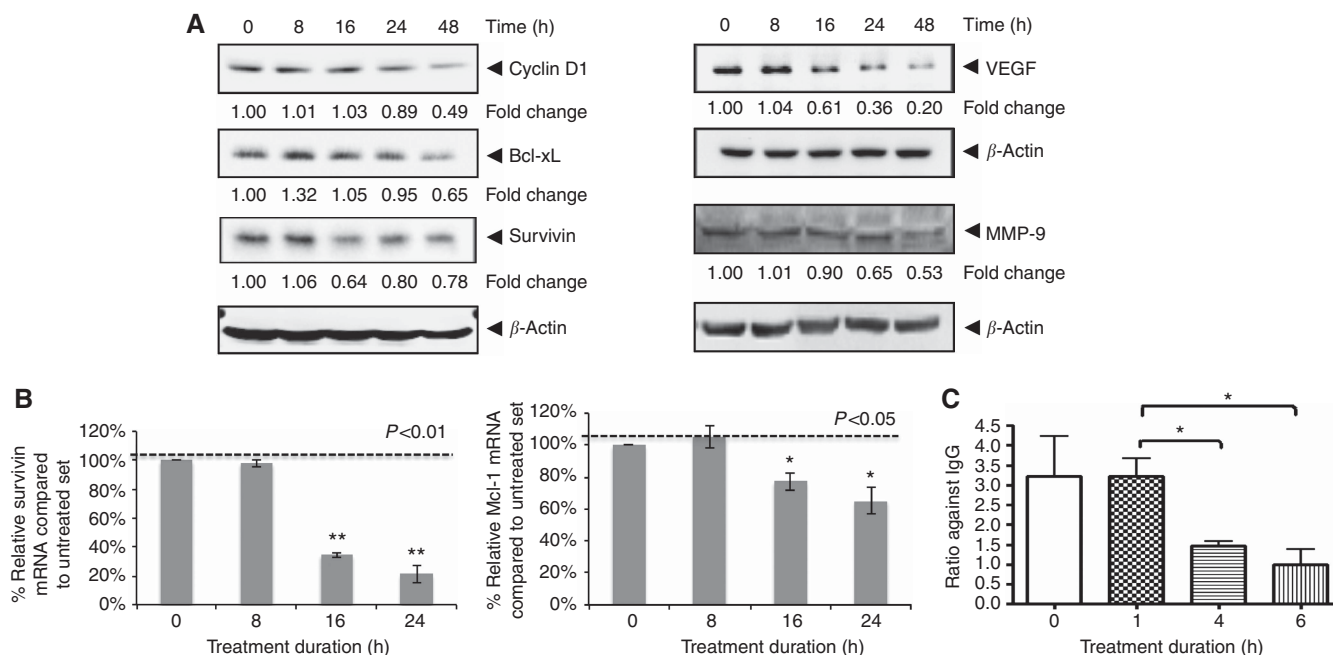 A
0 8 16 24 48 Time (h)
Cyclin D1
1.00 1.01 1.03 0.89 0.49 Fold change
Bcl-xL
1.00 1.32 1.05 0.95 0.65 Fold change
Survivin
1.00 1.06 0.64 0.80 0.78 Fold change
β-Actin
0 8 16 24 48 Time (h)
VEGF
1.00 1.04 0.61 0.36 0.20 Fold change
β-Actin
MMP-9
1.00 1.01 0.90 0.65 0.53 Fold change
β-Actin
B
% Relative survivin
mRNA compared
to untreated set
120%
100%
80%
60%
40%
20%
0%
P<0.01
**
**
0 8 16 24
Treatment duration (h)
% Relative Mcl-1 mRNA
compared to untreated set
120%
100%
80%
60%
40%
20%
0%
P<0.05
*
*
0 8 16 24
Treatment duration (h)
C
Ratio against IgG
4.5
4.0
3.5
3.0
2.5
2.0
1.5
1.0
0.5
0.0
*
*
0 1 4 6
Treatment duration (h)